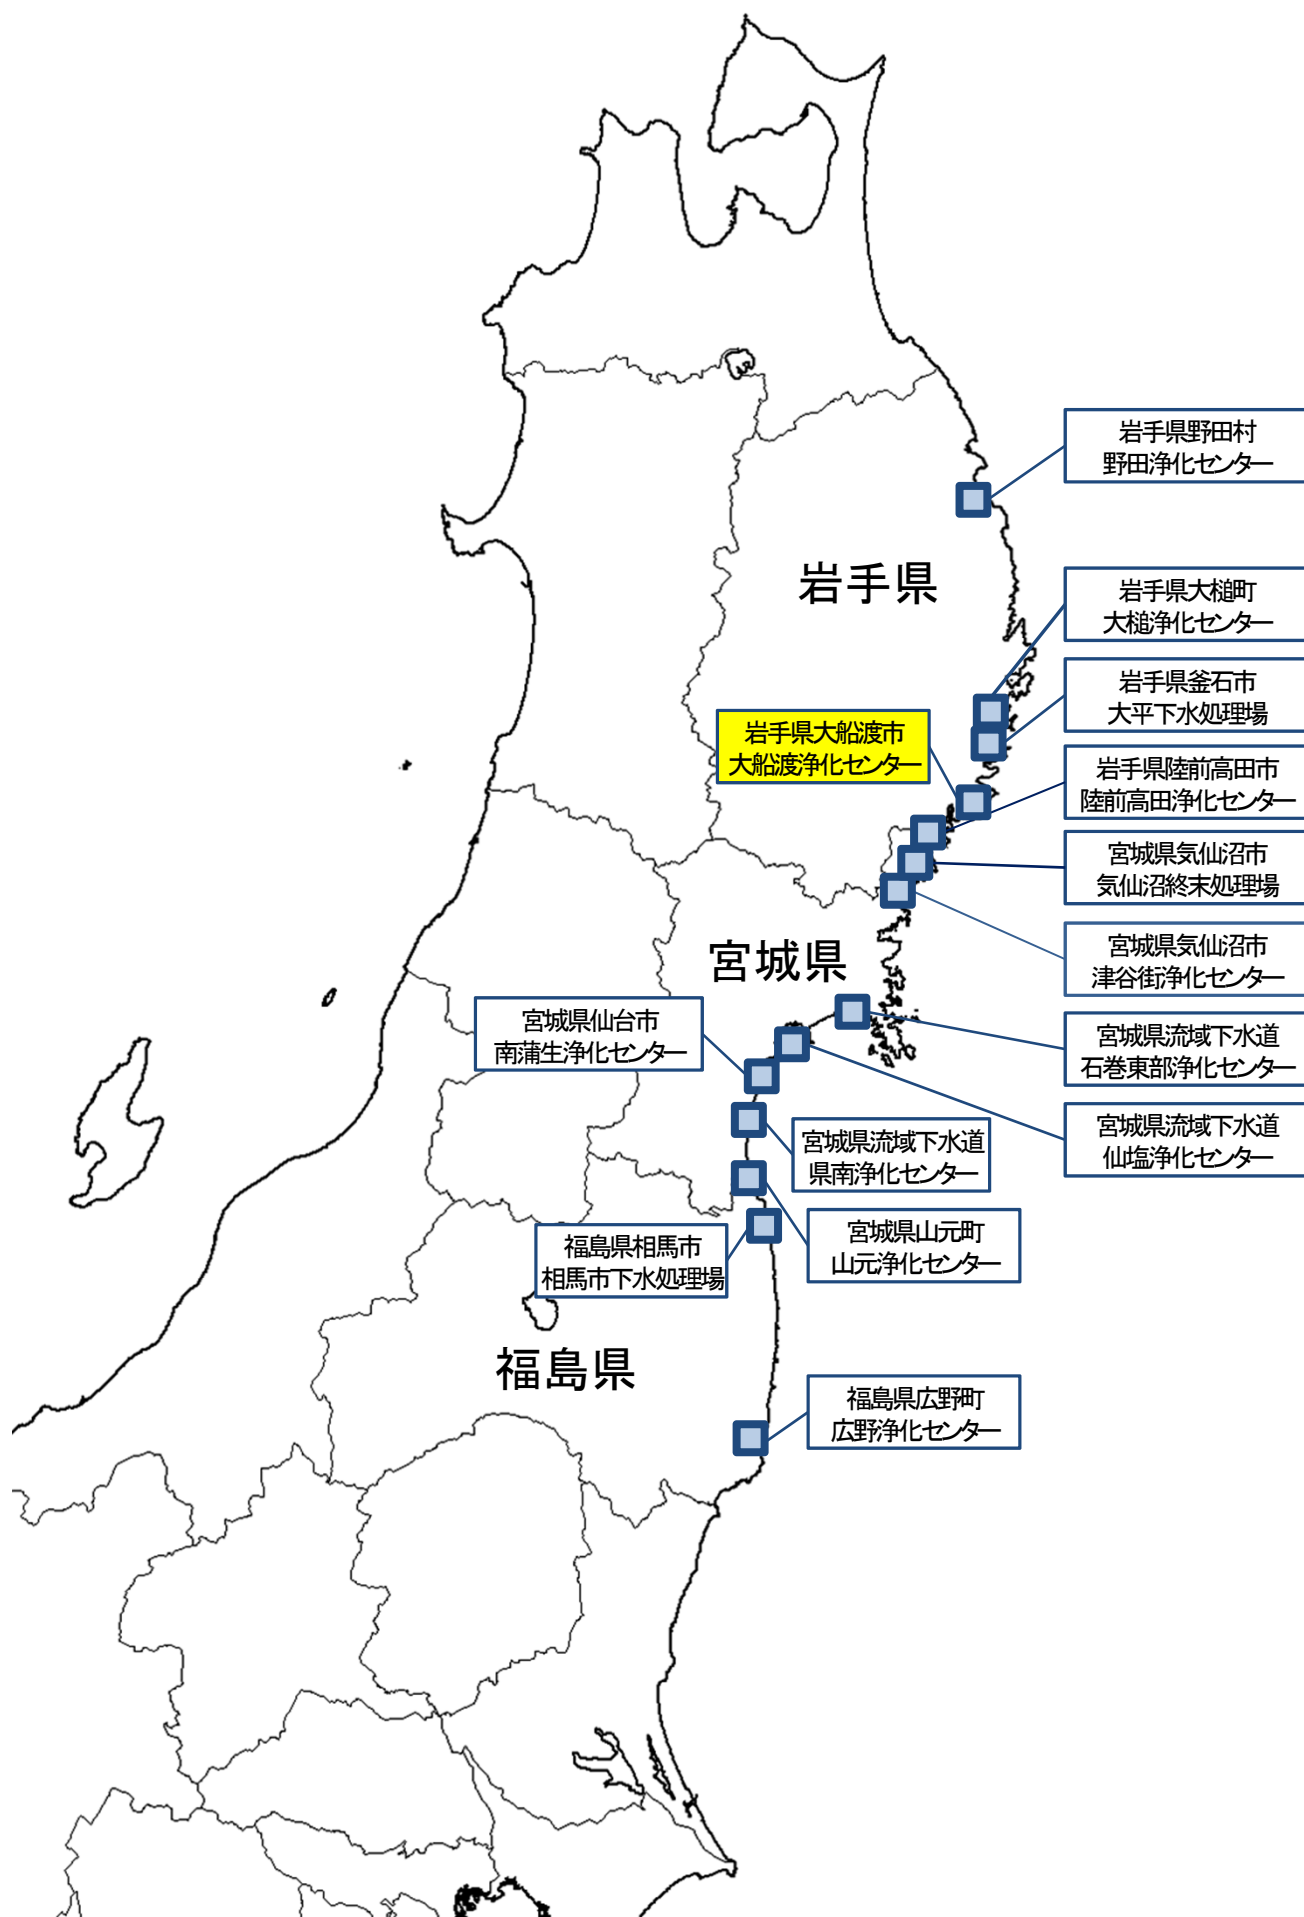 岩手県野田村
野田浄化センター
岩手県
岩手県大槌町
大槌浄化センター
岩手県釜石市
大平下水処理場
岩手県大船渡市
大船渡浄化センター
岩手県陸前高田市
陸前高田浄化センター
宮城県気仙沼市
気仙沼終末処理場
宮城県
宮城県気仙沼市
津谷街浄化センター
宮城県仙台市
南蒲生浄化センター
宮城県流域下水道
石巻東部浄化センター
宮城県流域下水道
仙塩浄化センター
宮城県流域下水道
県南浄化センター
宮城県山元町
山元浄化センター
福島県相馬市
相馬市下水処理場
福島県
福島県広野町
広野浄化センター